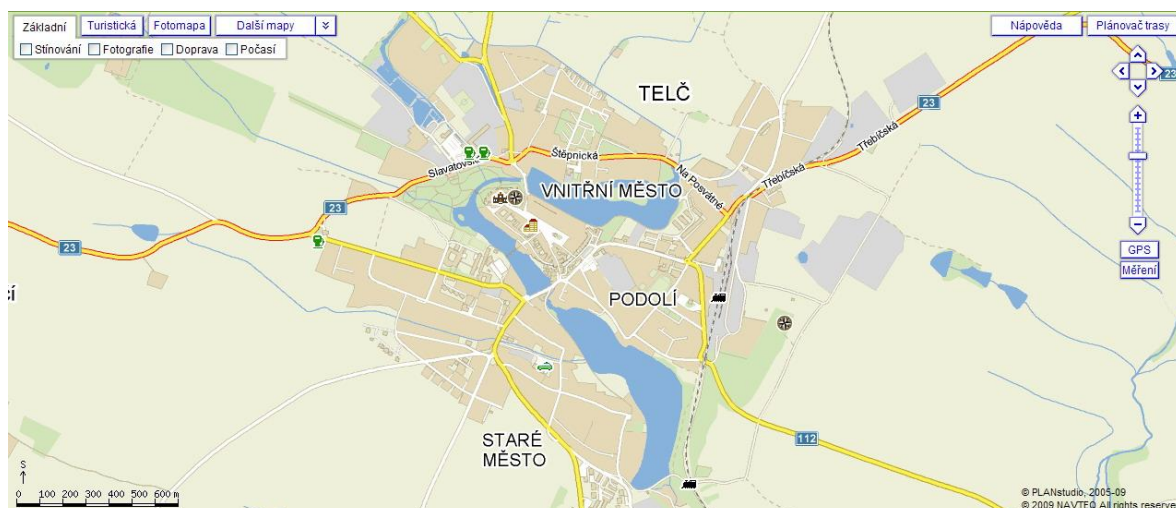 Základní Turistická Fotomapa Další mapy Nápověda Plánovač trasy
Stínování Fotografie Doprava Počasí
TELČ
23
23
Třebíčská
Štěpnická
Na Posvátné
Třebíčská
VNITŘNÍ MĚSTO
23
23
GPS
Měření
PODOLÍ
112
STARÉ
MĚSTO
S
0 100 200 300 400 500 600 m
© PLANstudio, 2005-09
© 2009 NAVTEQ All rights reserve